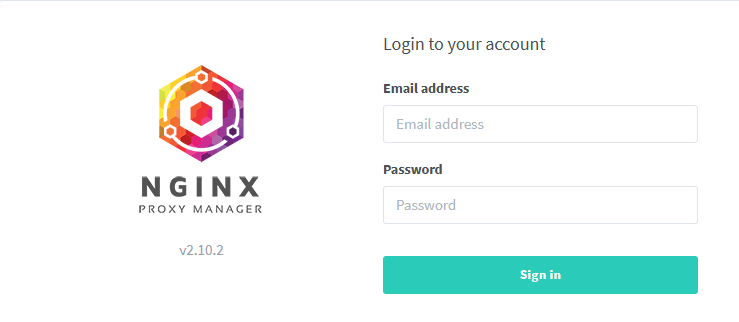 NGINX
PROXY MANAGER
v2.10.2
Login to your account
Email address
Email address
Password
Password
Sign in